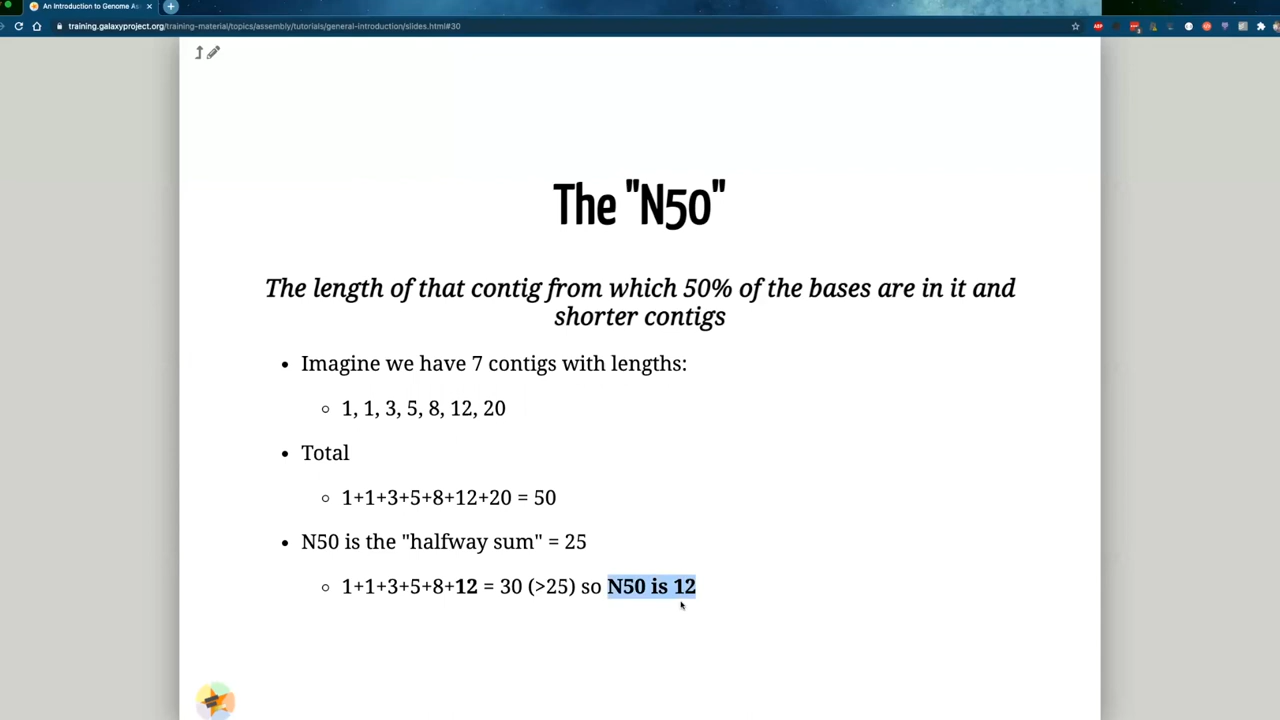 An Introduction to Genome As
training.galaxyproject.org/training-material/topics/assembly/tutorials/general-introduction/slides.html#30
The "N50"
The length of that contig from which 50% of the bases are in it and
shorter contigs
Imagine we have 7 contigs with lengths:
1, 1, 3, 5, 8, 12, 20
Total
1+1+3+5+8+12+20 = 50
N50 is the "halfway sum" = 25
1+1+3+5+8+12 = 30 (>25) so N50 is 12